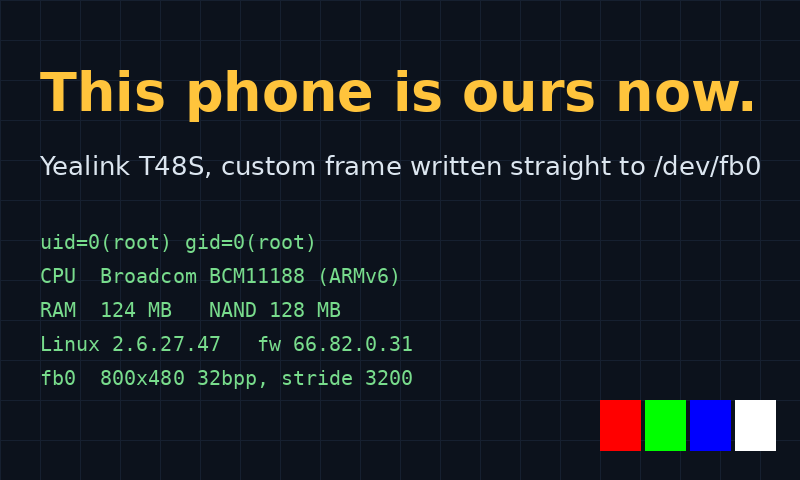 This phone is ours now.
Yealink T48S, custom frame written straight to /dev/fb0
uid=0(root) gid=0(root)
CPU  Broadcom BCM11188 (ARMv6)
RAM  124 MB   NAND 128 MB
Linux 2.6.27.47   fw 66.82.0.31
fb0  800x480 32bpp, stride 3200